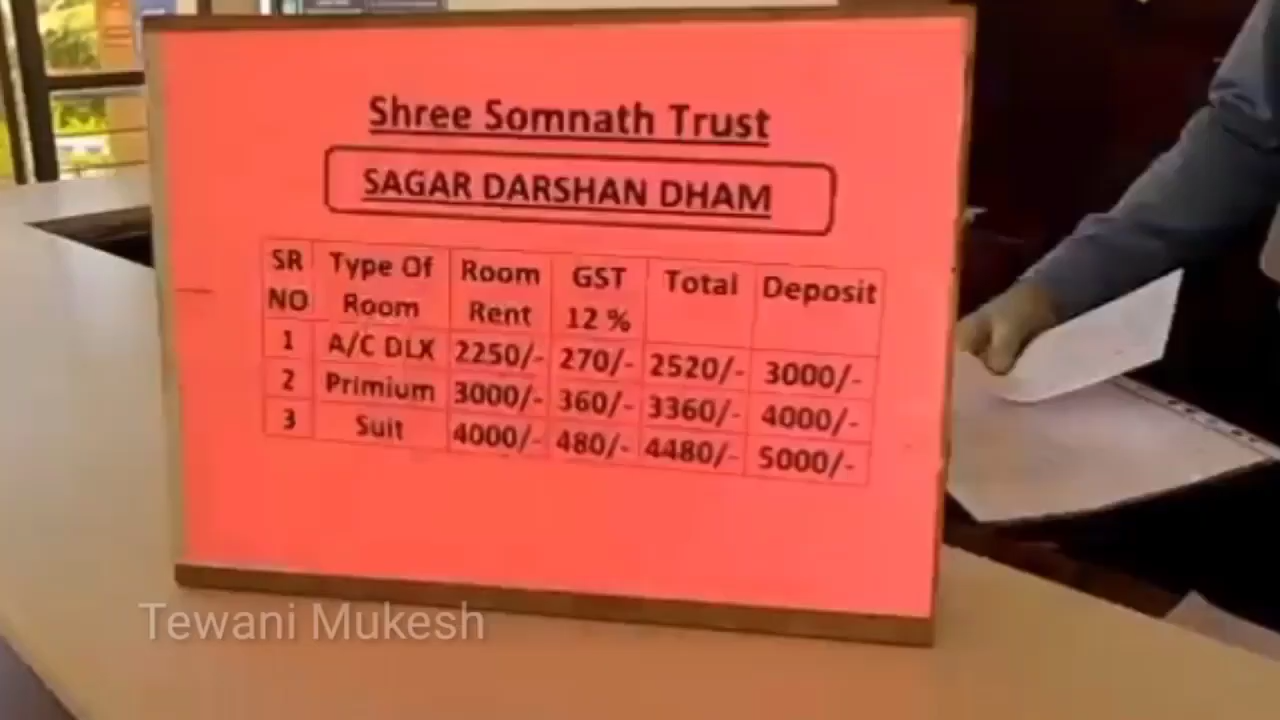 Shree Somnath Trust
SAGAR DARSHAN DHAM
SR NO Type Of Room Room Rent GST 12 % Total Deposit
1 A/C DLX 2250/- 270/- 2520/- 3000/-
2 Primium 3000/- 360/- 3360/- 4000/-
3 Suit 4000/- 480/- 4480/- 5000/-
Tewani Mukesh